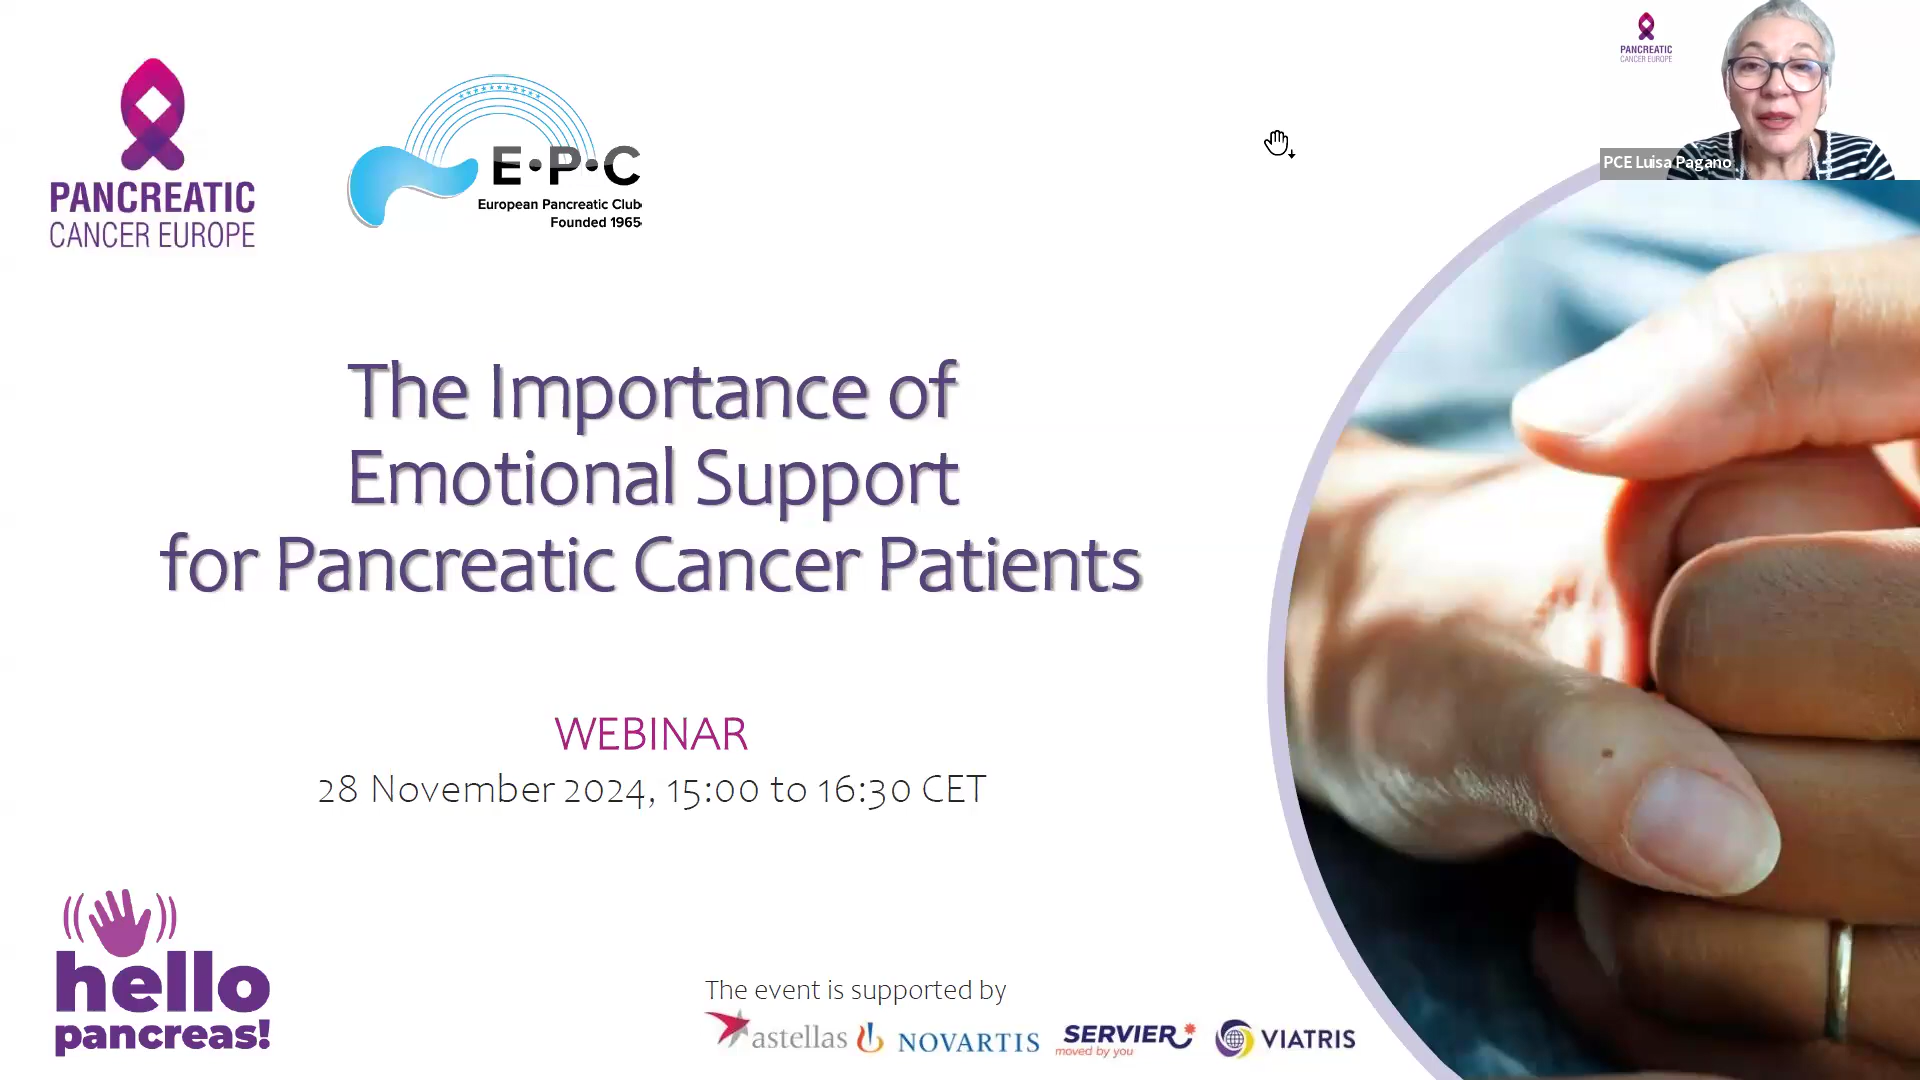 PANCREATIC
CANCER EUROPE
E•P•C
European Pancreatic Club
Founded 1965
PANCREATIC
CANCER EUROPE
PCE Luisa Pagano
The Importance of
Emotional Support
for Pancreatic Cancer Patients
WEBINAR
28 November 2024, 15:00 to 16:30 CET
hello
pancreas!
The event is supported by
astellas
NOVARTIS
SERVIER
moved by you
VIATRIS